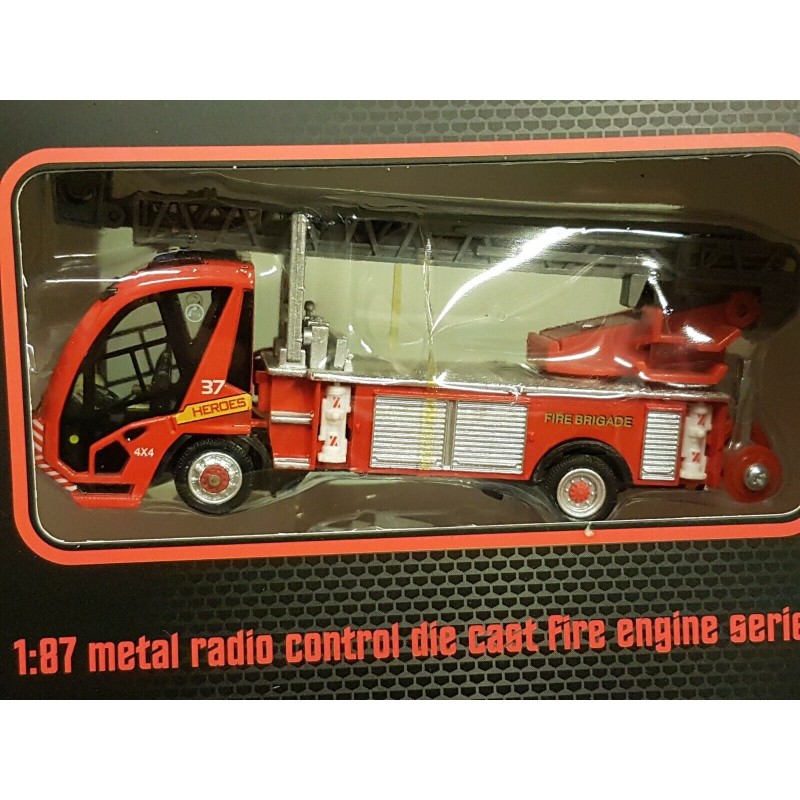 37
HEROES
4X4
FIRE BRIGADE
Z
Z
1:87 metal radio control die cast fire engine serie